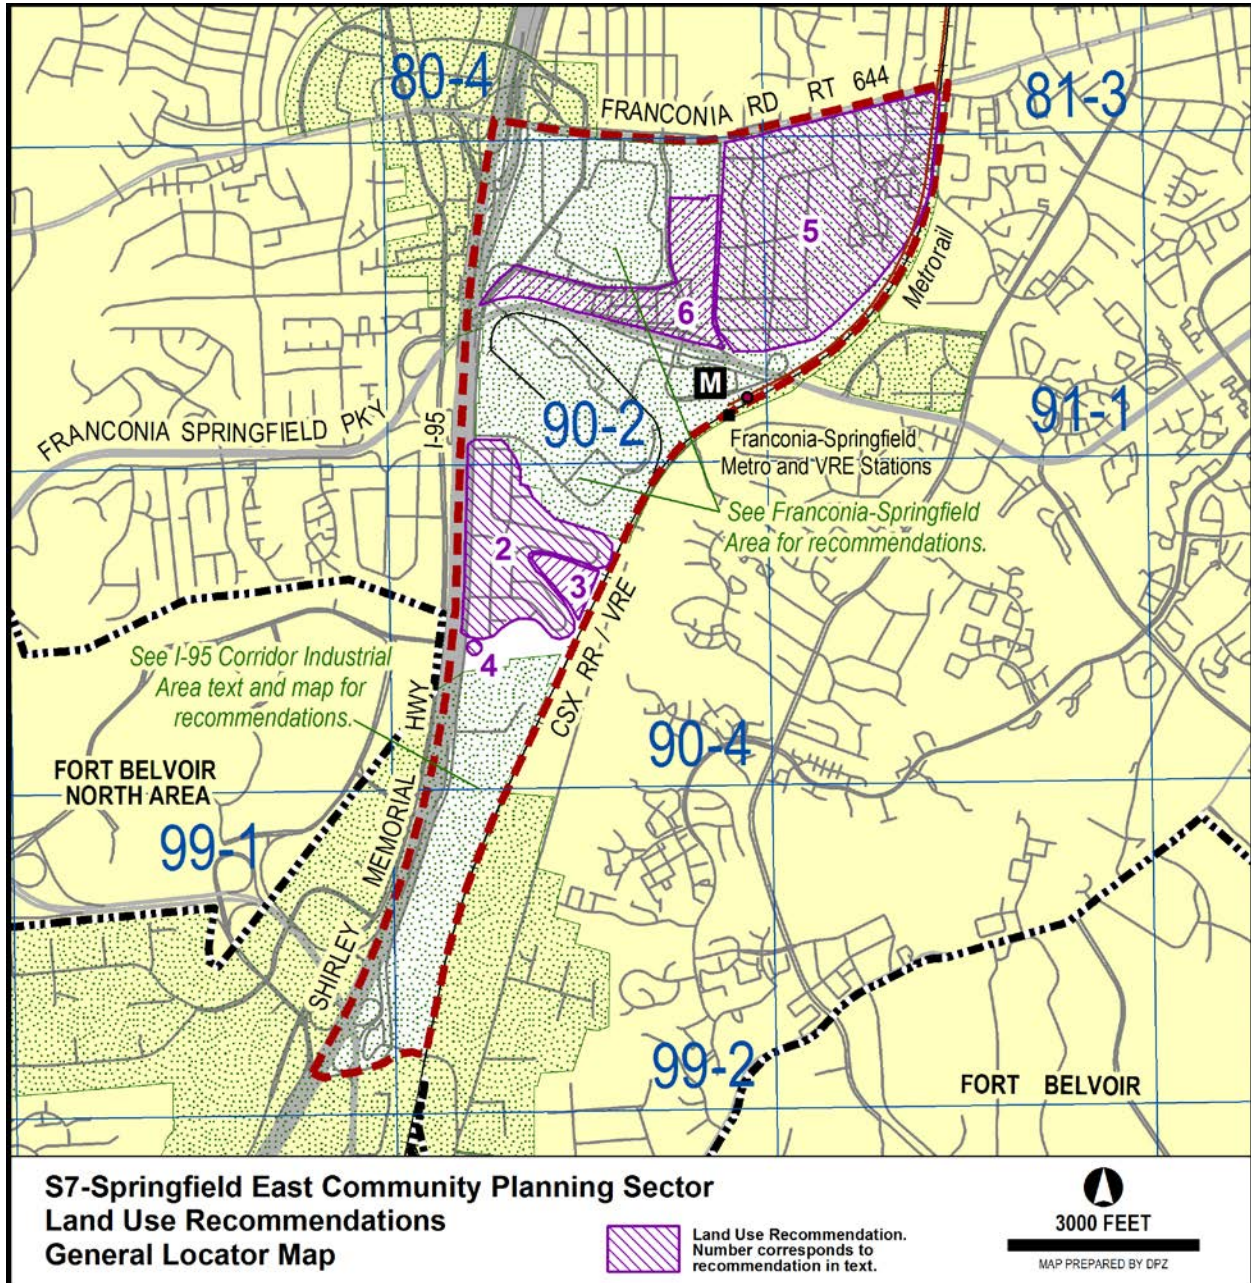 80-4
FRANCONIA RD RT 644
81-3
5
Metrorail
6
M
FRANCONIA SPRINGFIELD PKY
I-95
90-2
91-1
Franconia-Springfield
Metro and VRE Stations
See Franconia-Springfield
Area for recommendations.
2
3
4
CSX RR / VRE
See I-95 Corridor Industrial
Area text and map for
recommendations.
SHIRLEY MEMORIAL HWY
90-4
FORT BELVOIR
NORTH AREA
99-1
99-2
FORT BELVOIR
S7-Springfield East Community Planning Sector
Land Use Recommendations
General Locator Map
Land Use Recommendation.
Number corresponds to
recommendation in text.
3000 FEET
MAP PREPARED BY DPZ